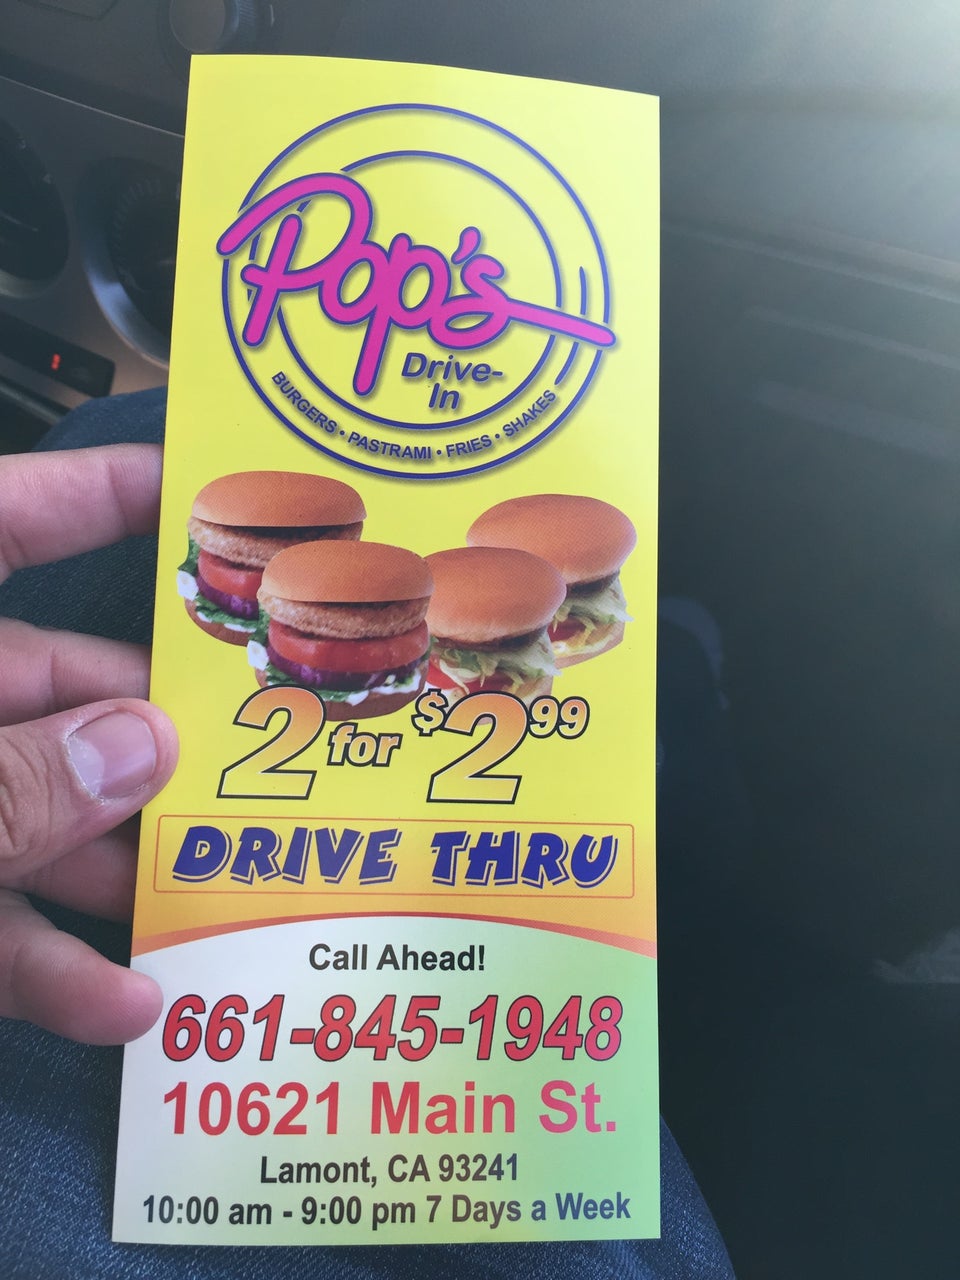 Pop's
Drive-
In
BURGERS • PASTRAMI • FRIES • SHAKES
2 for $2.99
DRIVE THRU
Call Ahead!
661-845-1948
10621 Main St.
Lamont, CA 93241
10:00 am - 9:00 pm 7 Days a Week